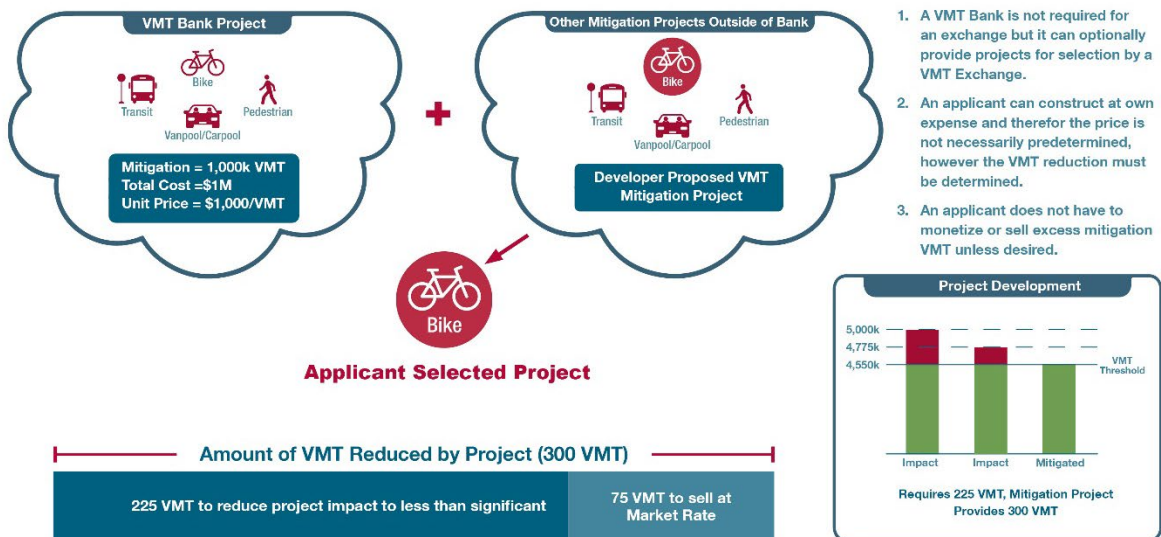 VMT Bank Project
Bike
Transit
Pedestrian
Vanpool/Carpool
Mitigation = 1,000k VMT
Total Cost =$1M
Unit Price = $1,000/VMT
+
Other Mitigation Projects Outside of Bank
Bike
Transit
Pedestrian
Vanpool/Carpool
Developer Proposed VMT
Mitigation Project
1. A VMT Bank is not required for
an exchange but it can optionally
provide projects for selection by a
VMT Exchange.
2. An applicant can construct at own
expense and therefor the price is
not necessarily predetermined,
however the VMT reduction must
be determined.
3. An applicant does not have to
monetize or sell excess mitigation
VMT unless desired.
Bike
Applicant Selected Project
Amount of VMT Reduced by Project (300 VMT)
225 VMT to reduce project impact to less than significant
75 VMT to sell at
Market Rate
Project Development
5,000k
4,775k
4,550k
VMT
Threshold
Impact
Impact
Mitigated
Requires 225 VMT, Mitigation Project
Provides 300 VMT